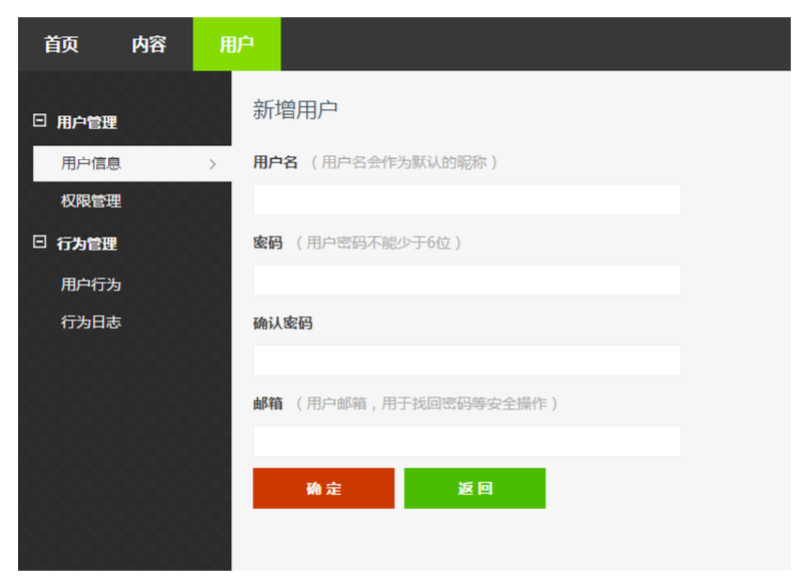 首页 内容 用户
用户管理
用户信息
权限管理
行为管理
用户行为
行为日志
新增用户
用户名 （用户名会作为默认的昵称）
密码 （用户密码不能少于6位）
确认密码
邮箱 （用户邮箱，用于找回密码等安全操作）
确 定 返 回